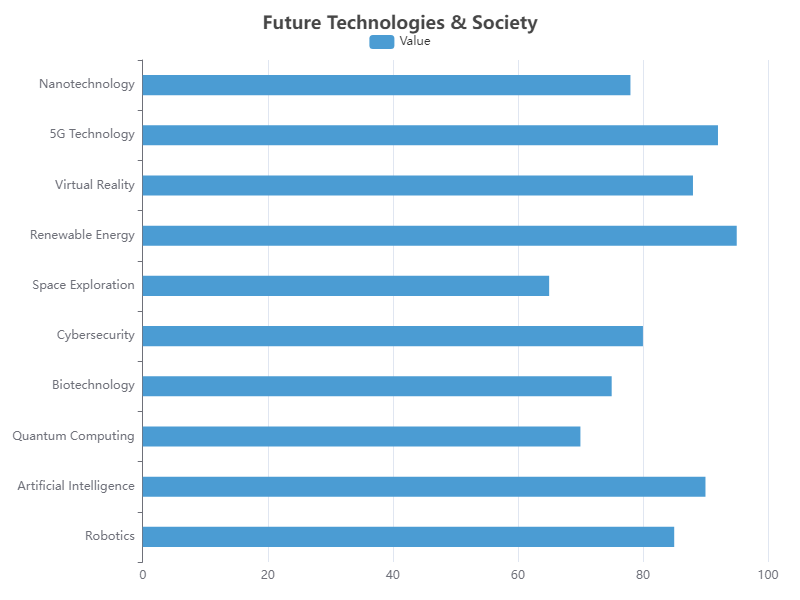 Future Technologies & Society
Value
Nanotechnology
5G Technology
Virtual Reality
Renewable Energy
Space Exploration
Cybersecurity
Biotechnology
Quantum Computing
Artificial Intelligence
Robotics
0 20 40 60 80 100